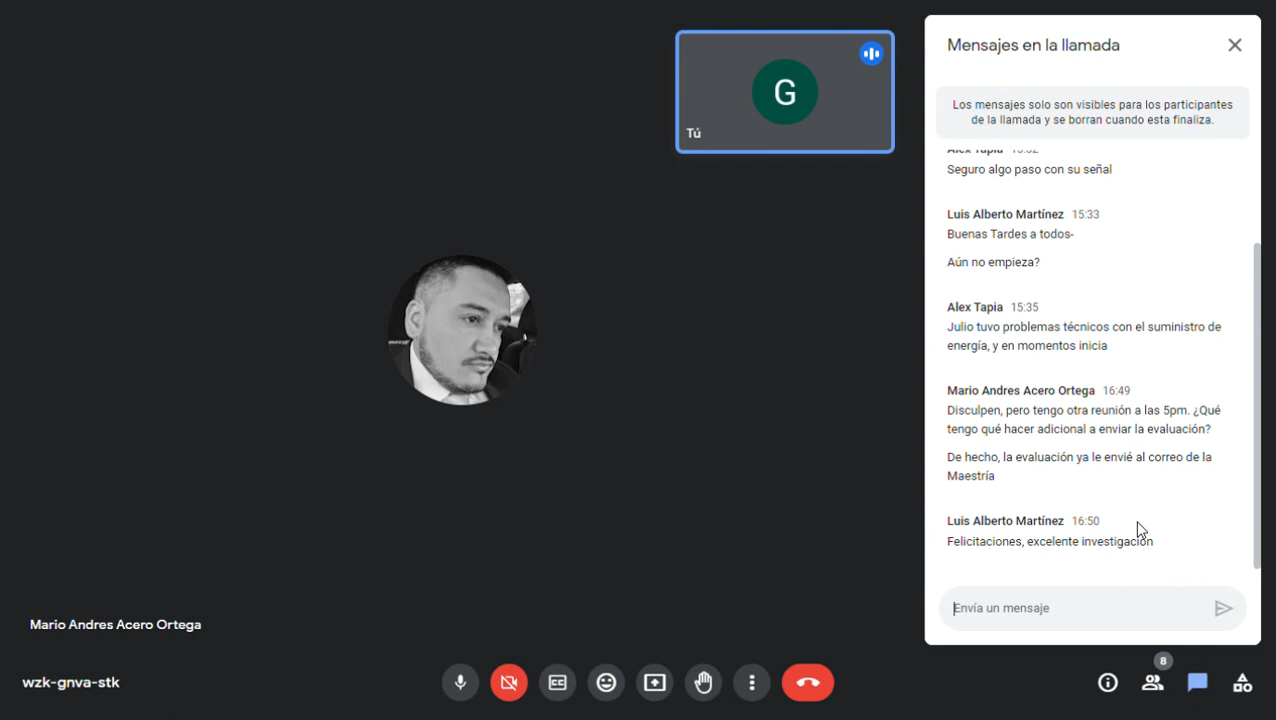 G
Tú
Mario Andres Acero Ortega
wzk-gnva-stk
Mensajes en la llamada
Los mensajes solo son visibles para los participantes
de la llamada y se borran cuando esta finaliza.
Alex Tapia
Seguro algo paso con su señal
Luis Alberto Martínez 15:33
Buenas Tardes a todos-
Aún no empieza?
Alex Tapia 15:35
Julio tuvo problemas técnicos con el suministro de
energía, y en momentos inicia
Mario Andres Acero Ortega 16:49
Disculpen, pero tengo otra reunión a las 5pm. ¿Qué
tengo qué hacer adicional a enviar la evaluación?
De hecho, la evaluación ya le envié al correo de la
Maestría
Luis Alberto Martínez 16:50
Felicitaciones, excelente investigación
Envía un mensaje
8